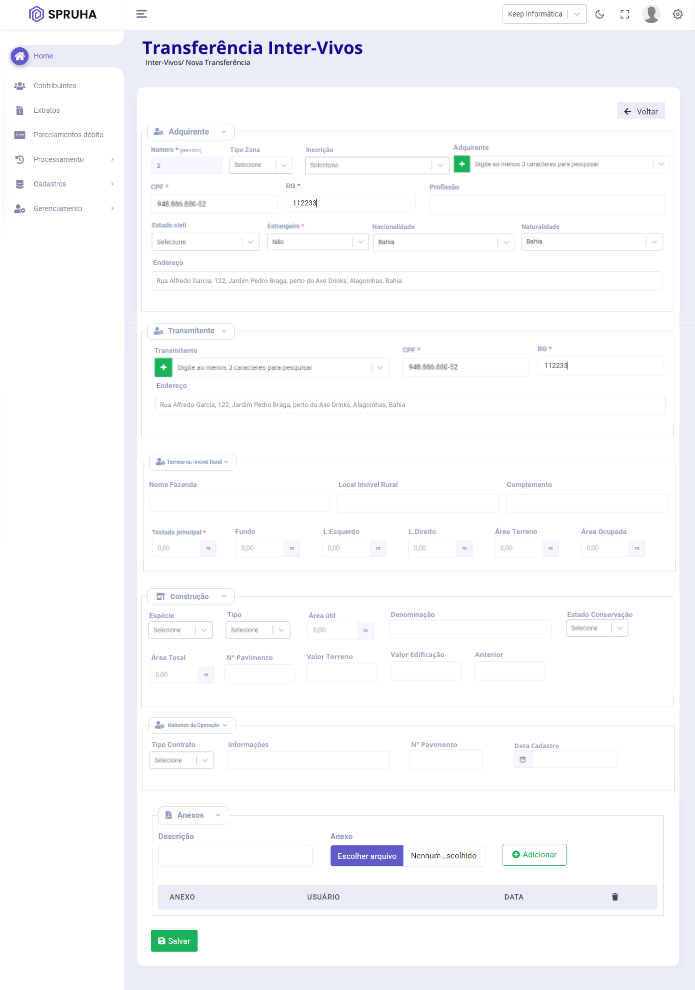 SPRUHA
Keep Informática
Home
Contribuintes
Extratos
Parcelamentos débito
Processamento
Cadastros
Gerenciamento
Transferência Inter-Vivos
Inter-Vivos/ Nova Transferência
Voltar
Adquirente
Número * (previsto) Tipo Zona Inscrição Adquirente
Selecione Selecione Digite ao menos 3 caracteres para pesquisar
CPF * RG * Profissão
948.886.880-52 112233
Estado civil Estrangeiro * Nacionalidade Naturalidade
Selecione Não Bahia Bahia
Endereço
Rua Alfredo Garcia, 122, Jardim Pedro Braga, perto do Axe Drinks, Alagoinhas, Bahia
Transmitente
Transmitente CPF * RG *
Digite ao menos 3 caracteres para pesquisar 948.886.880-52 112233
Endereço
Rua Alfredo Garcia, 122, Jardim Pedro Braga, perto do Axe Drinks, Alagoinhas, Bahia
Terreno ou Imóvel Rural
Nome Fazenda Local Imóvel Rural Complemento
Testada principal * Fundo L.Esquerdo L.Direito Área Terreno Área Ocupada
0,00 m 0,00 m 0,00 m 0,00 m 0,00 m 0,00 m
Construção
Espécie Tipo Área útil Denominação Estado Conservação
Selecione Selecione 0,00 m Selecione
Área Total N° Pavimento Valor Terreno Valor Edificação Anterior
0,00 m
Natureza da Operação
Tipo Contrato Informações N° Pavimento Data Cadastro
Selecione
Anexos
Descrição Anexo
Escolher arquivo Nenhum...scolhido Adicionar
ANEXO USUÁRIO DATA
Salvar